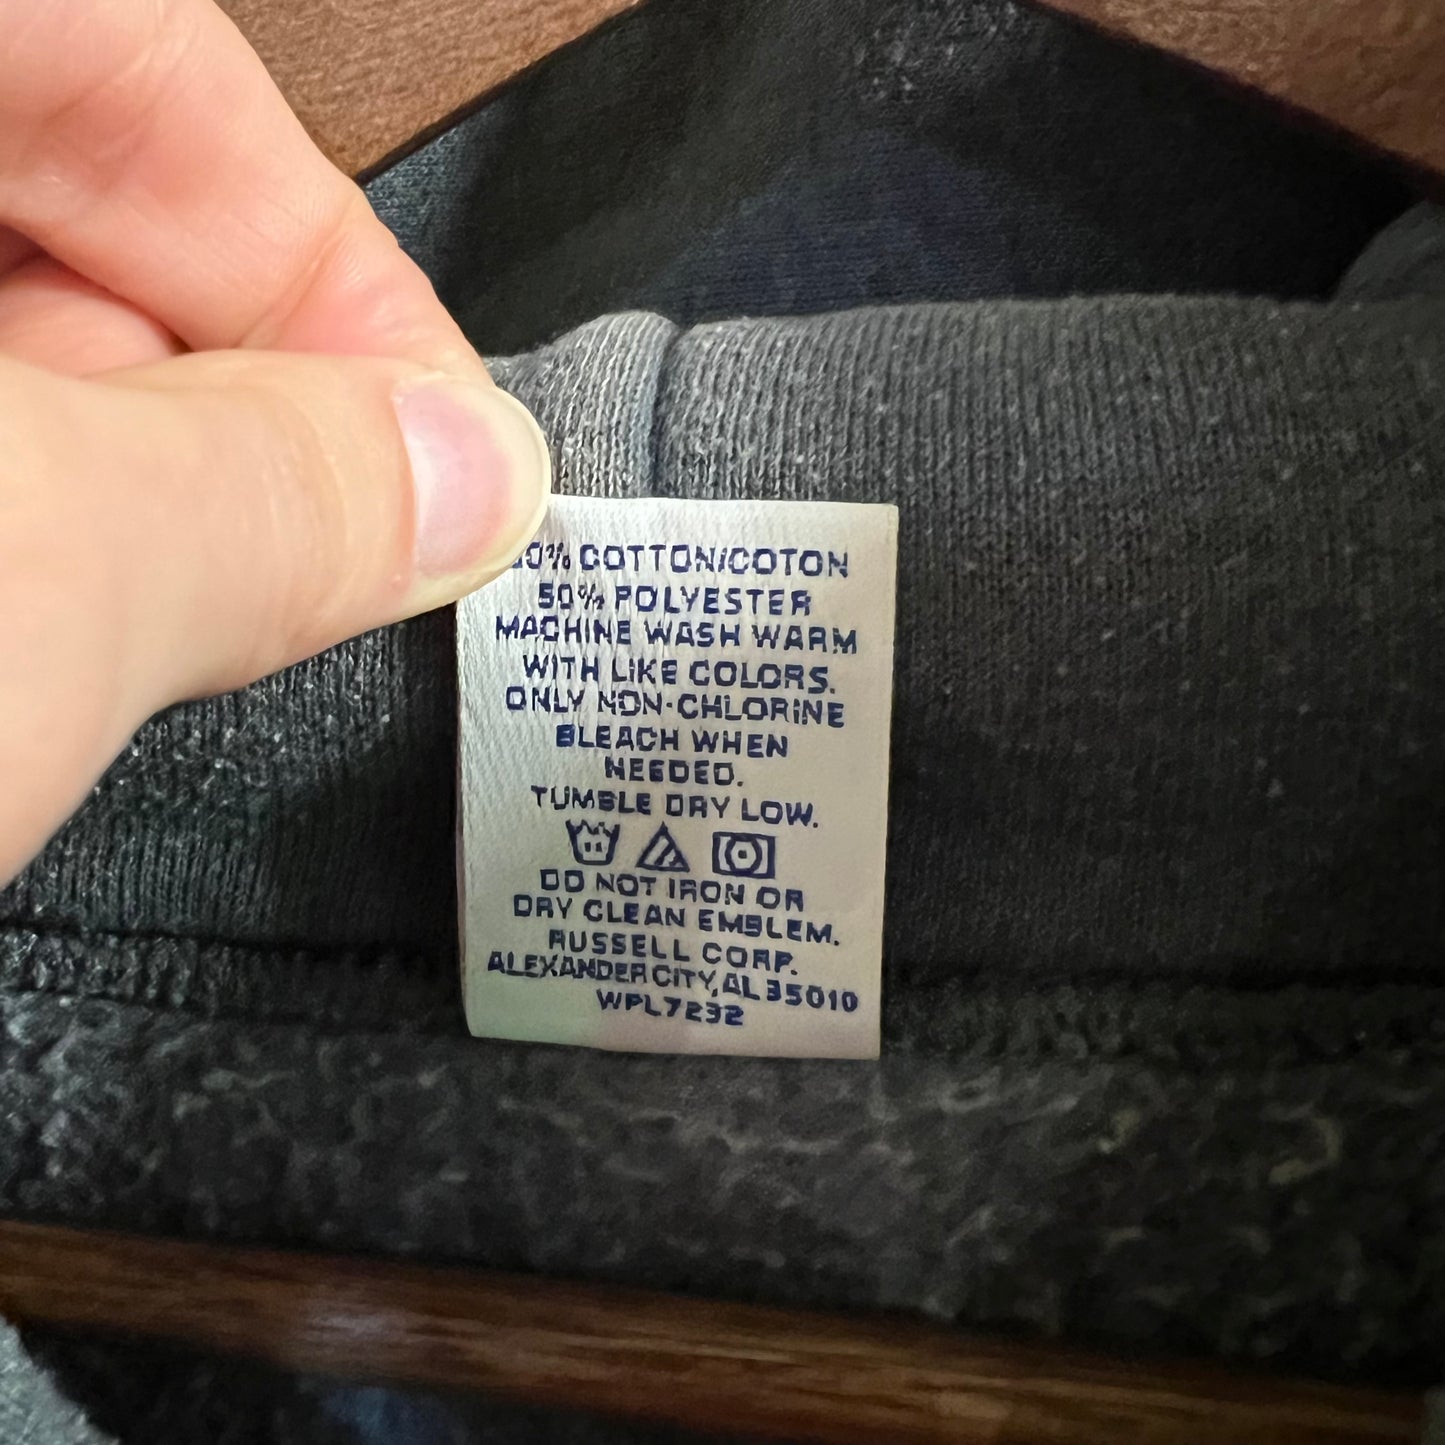 0% COTTON/COTON
50% POLYESTER
MACHINE WASH WARM
WITH LIKE COLORS.
ONLY NON-CHLORINE
BLEACH WHEN
NEEDED.
TUMBLE DRY LOW.
DO NOT IRON OR
DRY CLEAN EMBLEM.
RUSSELL CORP.
ALEXANDER CITY, AL 35010
WPL7232